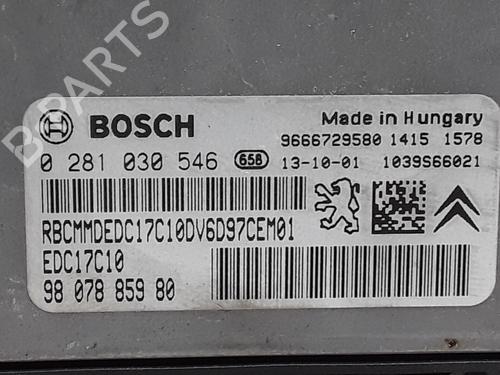 BOSCH
Made in Hungary
9666729580 1415 1578
0 281 030 546 658 13-10-01 1039S66021
RBCMMDEDC17C10DV6D97CEM01
EDC17C10
98 078 859 80
B-PARTS